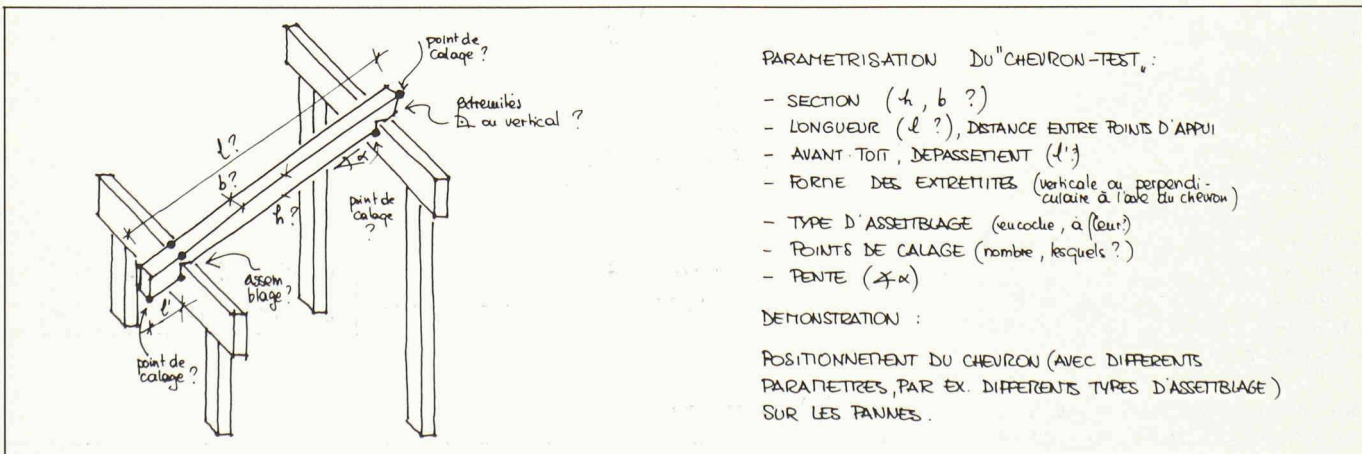 point de
calage ?
extremités
⊾ ou vertical ?
l ?
b ?
h ?
∡ α
point de
calage
?
assem
blage ?
l'
point de
calage ?
PARAMETRISATION DU "CHEVRON-TEST" :
- SECTION (h, b ?)
- LONGUEUR (l ?), DISTANCE ENTRE POINTS D'APPUI
- AVANT-TOIT, DEPASSEMENT (l' ?)
- FORME DES EXTREMITES (verticale ou perpendi-
culaire à l'axe du chevron)
- TYPE D'ASSEMBLAGE (encoche, à fleur ?)
- POINTS DE CALAGE (nombre, lesquels ?)
- PENTE (∡ α)
DEMONSTRATION :
POSITIONNEMENT DU CHEVRON (AVEC DIFFERENTS
PARAMETRES, PAR EX. DIFFERENTS TYPES D'ASSEMBLAGE)
SUR LES PANNES.